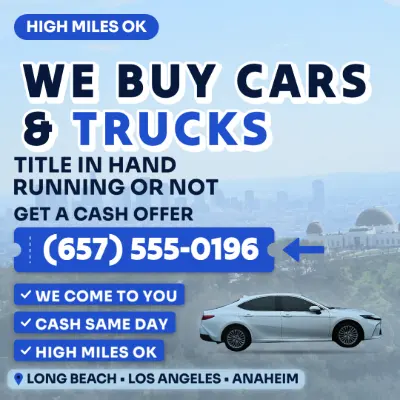 HIGH MILES OK
WE BUY CARS
& TRUCKS
TITLE IN HAND
RUNNING OR NOT
GET A CASH OFFER
(657) 555-0196
✓ WE COME TO YOU
✓ CASH SAME DAY
✓ HIGH MILES OK
LONG BEACH • LOS ANGELES • ANAHEIM